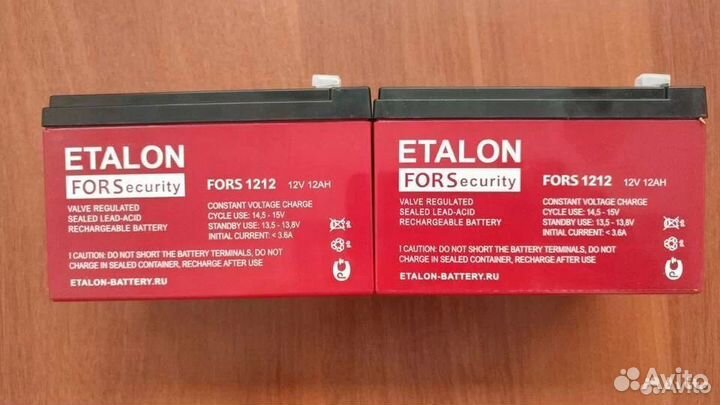 ETALON
FORSecurity
FORS 1212 12V 12AH
VALVE REGULATED
SEALED LEAD-ACID
RECHARGEABLE BATTERY
CONSTANT VOLTAGE CHARGE
CYCLE USE: 14,5 - 15V
STANDBY USE: 13,5 - 13,8V
INITIAL CURRENT: < 3.6A
! CAUTION: DO NOT SHORT THE BATTERY TERMINALS, DO NOT
CHARGE IN SEALED CONTAINER, RECHARGE AFTER USE
ETALON-BATTERY.RU
ETALON
FORSecurity
FORS 1212 12V 12AH
VALVE REGULATED
SEALED LEAD-ACID
RECHARGEABLE BATTERY
CONSTANT VOLTAGE CHARGE
CYCLE USE: 14,5 - 15V
STANDBY USE: 13,5 - 13,8V
INITIAL CURRENT: < 3.6A
! CAUTION: DO NOT SHORT THE BATTERY TERMINALS, DO NOT
CHARGE IN SEALED CONTAINER, RECHARGE AFTER USE
ETALON-BATTERY.RU
Avito